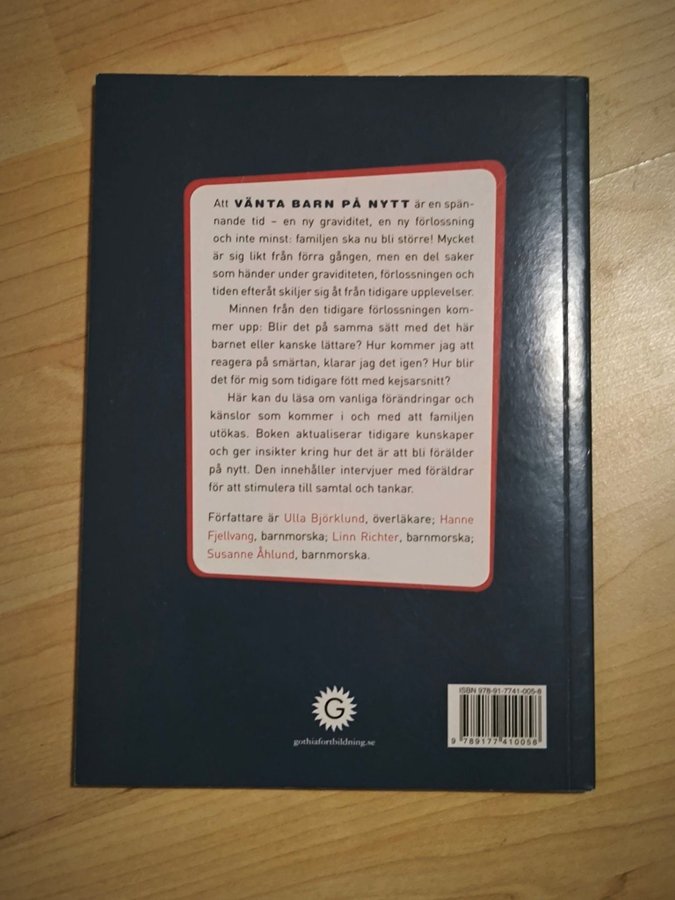 Att VÄNTA BARN PÅ NYTT är en spän-
nande tid – en ny graviditet, en ny förlossning
och inte minst: familjen ska nu bli större! Mycket
är sig likt från förra gången, men en del saker
som händer under graviditeten, förlossningen och
tiden efteråt skiljer sig åt från tidigare upplevelser.
Minnen från den tidigare förlossningen kom-
mer upp: Blir det på samma sätt med det här
barnet eller kanske lättare? Hur kommer jag att
reagera på smärtan, klarar jag det igen? Hur blir
det för mig som tidigare fött med kejsarsnitt?
Här kan du läsa om vanliga förändringar och
känslor som kommer i och med att familjen
utökas. Boken aktualiserar tidigare kunskaper
och ger insikter kring hur det är att bli förälder
på nytt. Den innehåller intervjuer med föräldrar
för att stimulera till samtal och tankar.
Författare är Ulla Björklund, överläkare; Hanne
Fjellvang, barnmorska; Linn Richter, barnmorska;
Susanne Åhlund, barnmorska.
G
gothiafortbildning.se
ISBN 978-91-7741-005-8
9 789177 410058